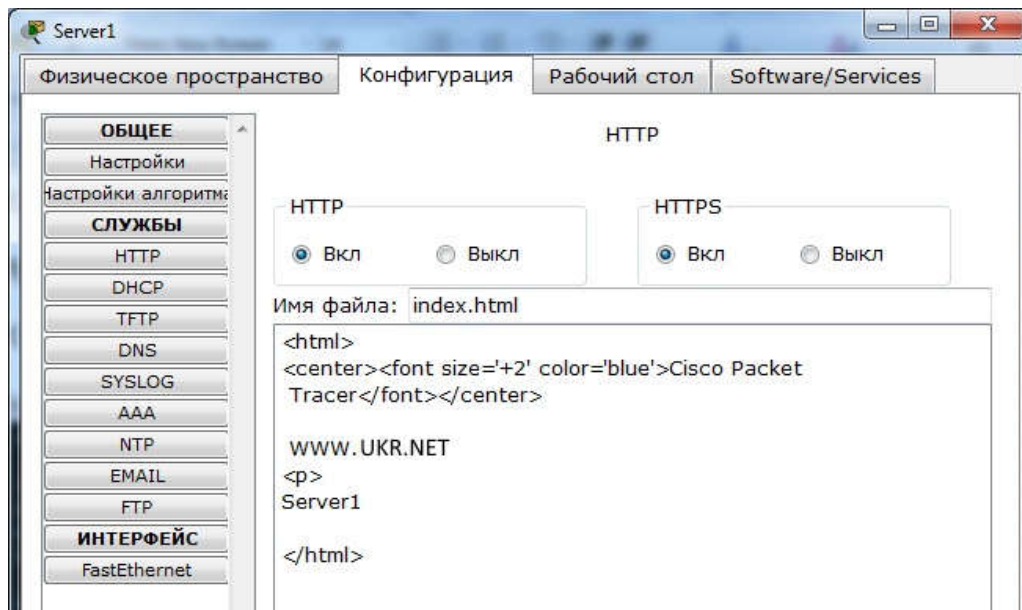 Server1
Физическое пространство
Конфигурация
Рабочий стол
Software/Services
ОБЩЕЕ
Настройки
Настройки алгоритма
СЛУЖБЫ
HTTP
DHCP
TFTP
DNS
SYSLOG
AAA
NTP
EMAIL
FTP
ИНТЕРФЕЙС
FastEthernet
HTTP
HTTP
Вкл
Выкл
HTTPS
Вкл
Выкл
Имя файла: index.html
<html>
<center><font size='+2' color='blue'>Cisco Packet
Tracer</font></center>
WWW.UKR.NET
<p>
Server1
</html>